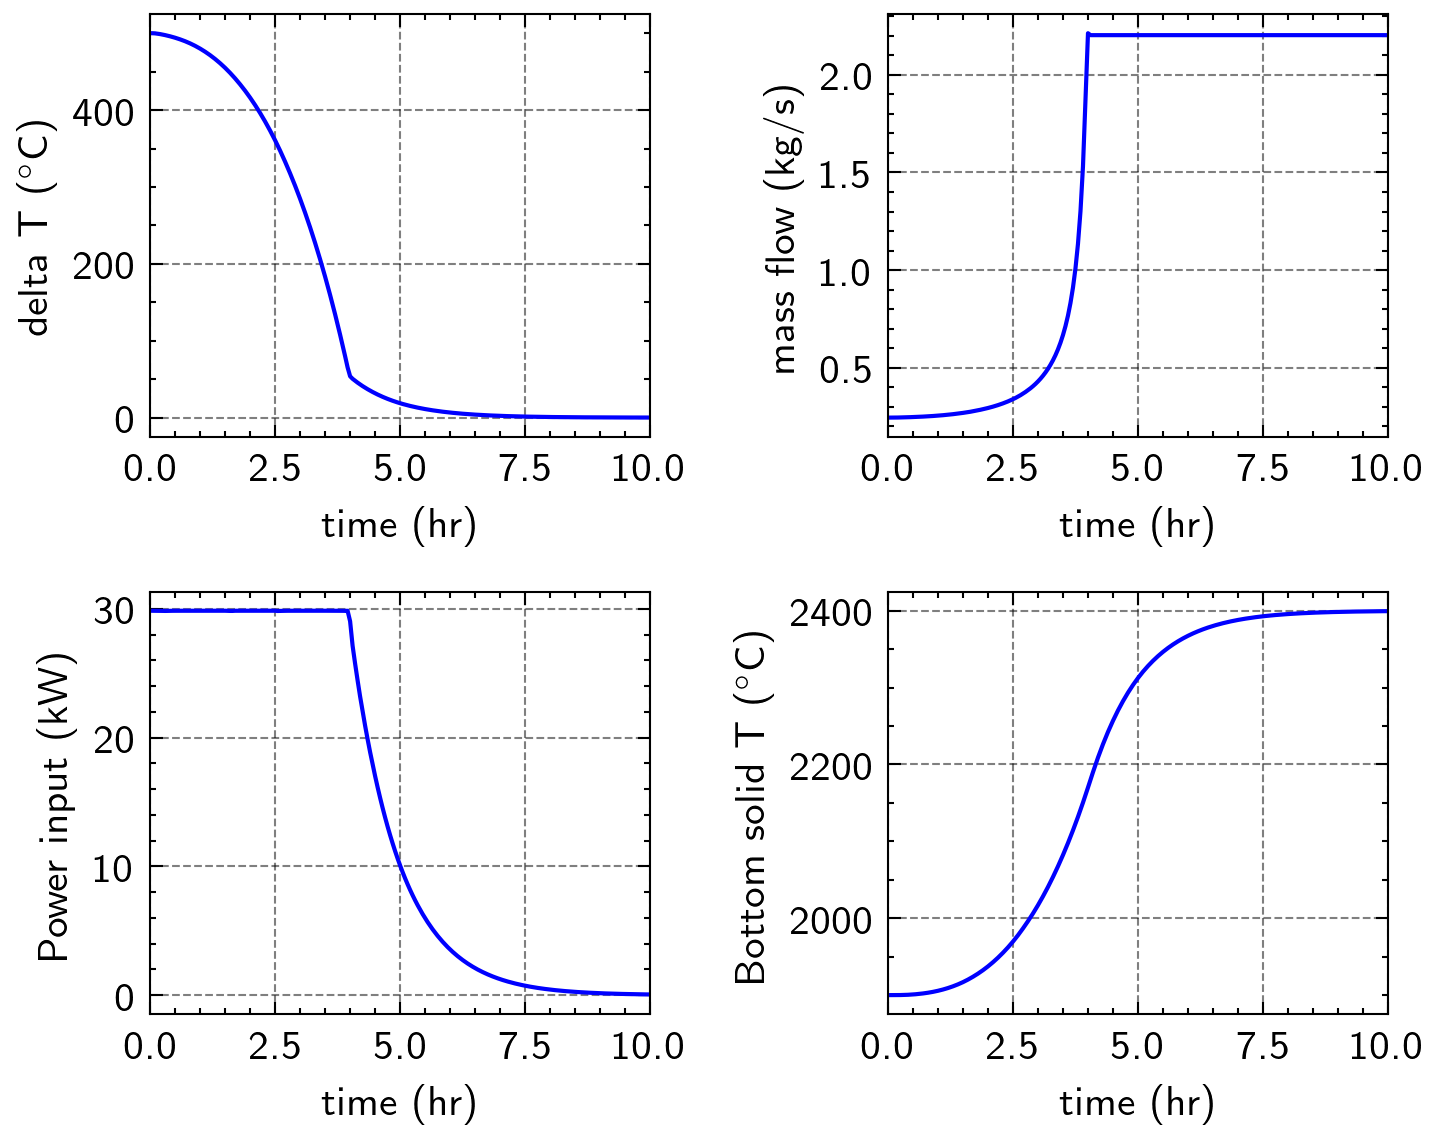 delta T (°C)
400
200
0
0.0 2.5 5.0 7.5 10.0
time (hr)
mass flow (kg/s)
2.0
1.5
1.0
0.5
0.0 2.5 5.0 7.5 10.0
time (hr)
Power input (kW)
30
20
10
0
0.0 2.5 5.0 7.5 10.0
time (hr)
Bottom solid T (°C)
2400
2200
2000
0.0 2.5 5.0 7.5 10.0
time (hr)